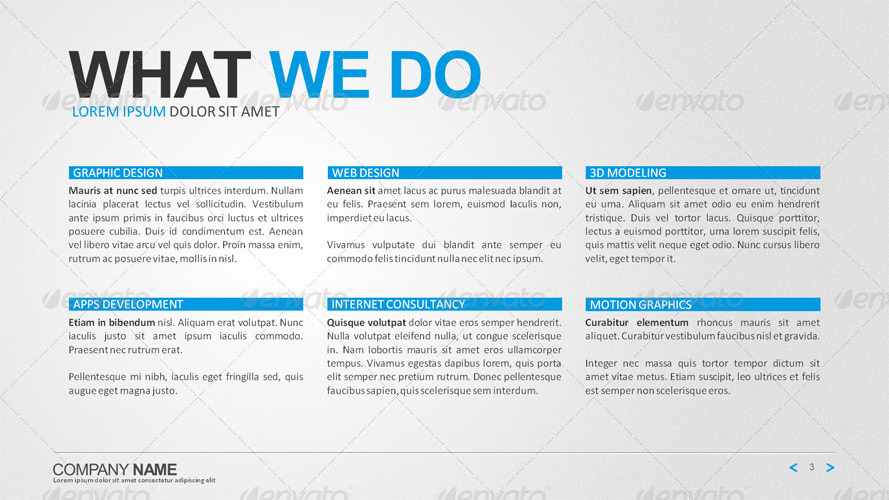 WHAT WE DO
LOREM IPSUM DOLOR SIT AMET
GRAPHIC DESIGN
Mauris at nunc sed turpis ultrices interdum. Nullam
lacinia placerat lectus vel sollicitudin. Vestibulum
ante ipsum primis in faucibus orci luctus et ultrices
posuere cubilia. Duis id condimentum est. Aenean
vel libero vitae arcu vel quis dolor. Proin massa enim,
rutrum ac posuere vitae, mollis in nisl.
WEB DESIGN
Aenean sit amet lacus ac purus malesuada blandit at
eu felis. Praesent sem lorem, euismod laculis non,
imperdiet eu lacus.
Vivamus vulputate dui blandit ante semper eu
commodo felis tincidunt nulla nec elit nec ipsum.
3D MODELING
Ut sem sapien, pellentesque et ornare ut, tincidunt
eu urna. Aliquam sit amet odio eu enim hendrerit
tristique. Duis vel tortor lacus. Quisque porttitor,
lectus a euismod porttitor, urna lorem suscipit felis,
quis mattis velit neque eget odio. Nunc cursus libero
velit, eget tempor it.
APPS DEVELOPMENT
Etiam in bibendum nisl. Aliquam erat volutpat. Nunc
iaculis justo sit amet ipsum iaculis commodo.
Praesent nec rutrum erat.
Pellentesque mi nibh, iaculis eget fringilla sed, quis
augue eget magna justo.
INTERNET CONSULTANCY
Quisque volutpat dolor vitae eros semper hendrerit.
Nulla volutpat eleifend nulla, ut congue scelerisque
in. Nam lobortis mauris sit amet eros ullamcorper
tempus. Vivamus egestas dapibus lorem, quis porta
elit semper nec pretium rutrum. Donec pellentesque
faucibus sapien, quis scelerisque sem interdum.
MOTION GRAPHICS
Curabitur elementum rhoncus mauris sit amet
aliquet. Curabitur vestibulum faucibus nisl et gravida.
Integer nec massa quis tortor tempor dictum sit
amet vitae metus. Etiam suscipit, leo ultrices et felis
est semper non scelerisque eros.
COMPANY NAME
Lorem ipsum dolor sit amet consectetur adipiscing elit
< 3 >
envato